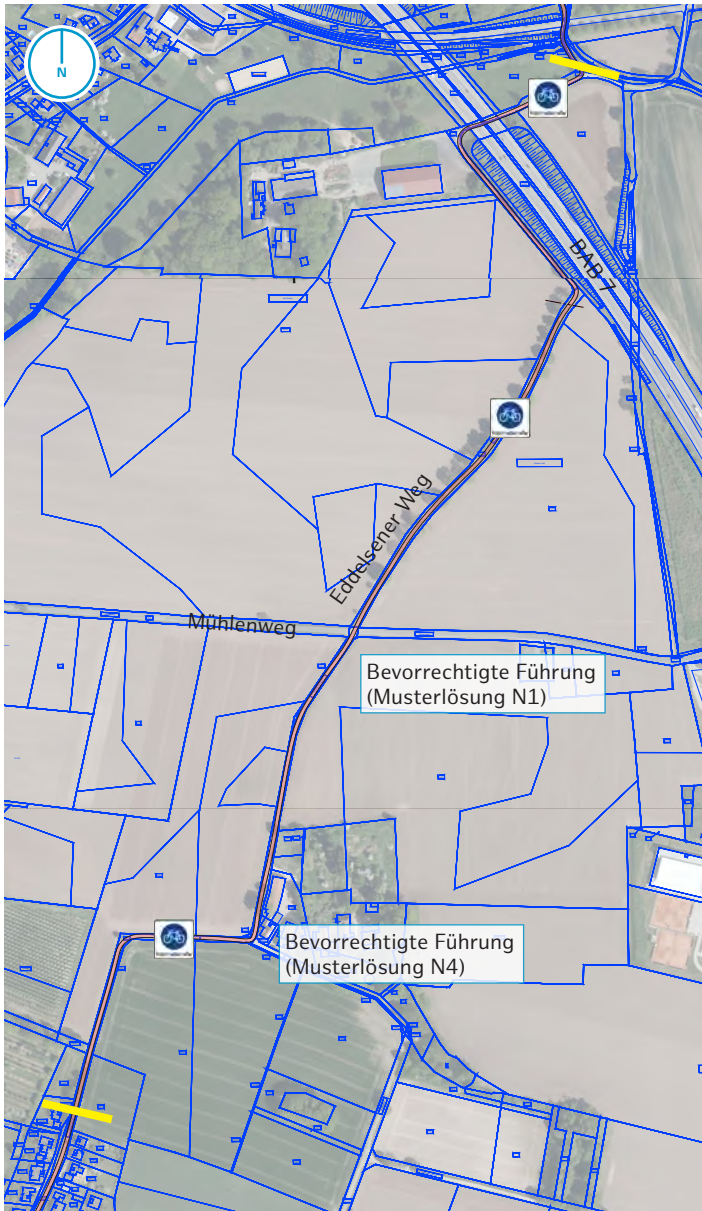 N
BAB 7
Eddelsener Weg
Mühlenweg
Bevorrechtigte Führung
(Musterlösung N1)
Bevorrechtigte Führung
(Musterlösung N4)